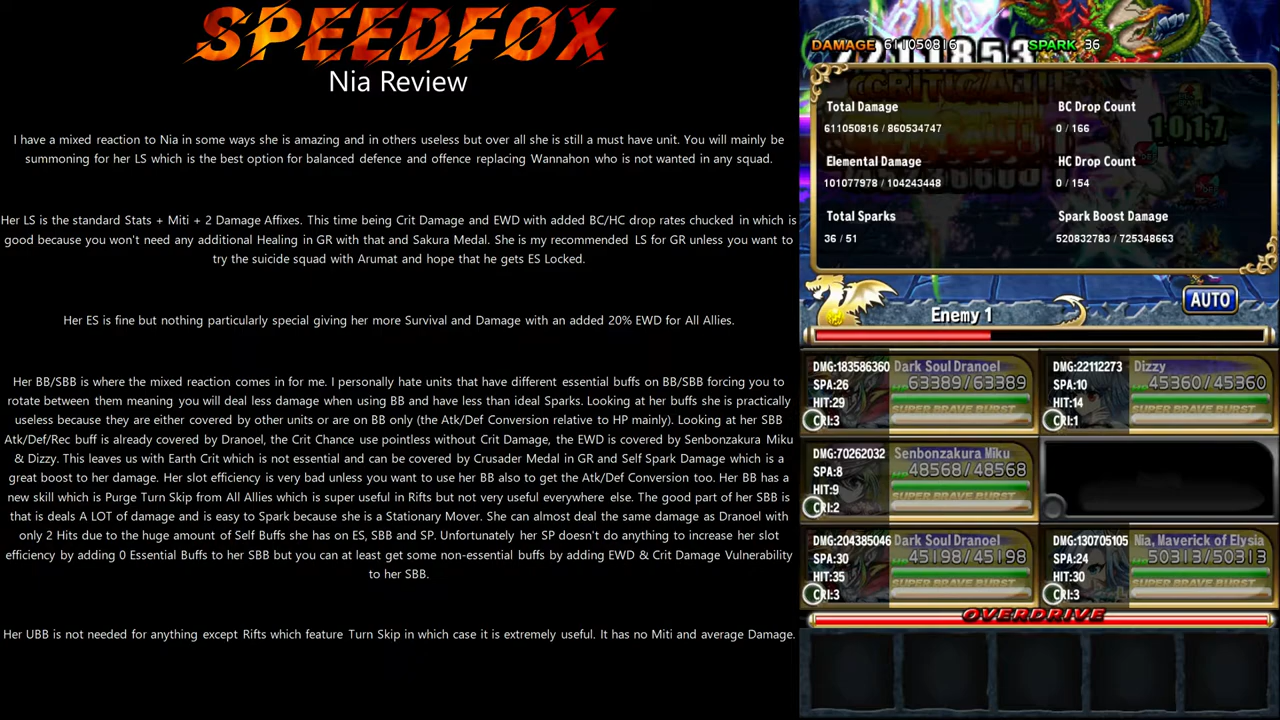 SPEEDFOX
Nia Review
I have a mixed reaction to Nia in some ways she is amazing and in others useless but over all she is still a must have unit. You will mainly be
summoning for her LS which is the best option for balanced defence and offence replacing Wannahon who is not wanted in any squad.
Her LS is the standard Stats + Miti + 2 Damage Affixes. This time being Crit Damage and EWD with added BC/HC drop rates chucked in which is
good because you won't need any additional Healing in GR with that and Sakura Medal. She is my recommended LS for GR unless you want to
try the suicide squad with Arumat and hope that he gets ES Locked.
Her ES is fine but nothing particularly special giving her more Survival and Damage with an added 20% EWD for All Allies.
Her BB/SBB is where the mixed reaction comes in for me. I personally hate units that have different essential buffs on BB/SBB forcing you to
rotate between them meaning you will deal less damage when using BB and have less than ideal Sparks. Looking at her buffs she is practically
useless because they are either covered by other units or are on BB only (the Atk/Def Conversion relative to HP mainly). Looking at her SBB
Atk/Def/Rec buff is already covered by Dranoel, the Crit Chance use pointless without Crit Damage, the EWD is covered by Senbonzakura Miku
& Dizzy. This leaves us with Earth Crit which is not essential and can be covered by Crusader Medal in GR and Self Spark Damage which is a
great boost to her damage. Her slot efficiency is very bad unless you want to use her BB also to get the Atk/Def Conversion too. Her BB has a
new skill which is Purge Turn Skip from All Allies which is super useful in Rifts but not very useful everywhere else. The good part of her SBB is
that is deals A LOT of damage and is easy to Spark because she is a Stationary Mover. She can almost deal the same damage as Dranoel with
only 2 Hits due to the huge amount of Self Buffs she has on ES, SBB and SP. Unfortunately her SP doesn't do anything to increase her slot
efficiency by adding 0 Essential Buffs to her SBB but you can at least get some non-essential buffs by adding EWD & Crit Damage Vulnerability
to her SBB.
Her UBB is not needed for anything except Rifts which feature Turn Skip in which case it is extremely useful. It has no Miti and average Damage.
DAMAGE 611050816 SPARK 36
Total Damage
611050816 / 860534747
BC Drop Count
0 / 166
Elemental Damage
101077978 / 104243448
HC Drop Count
0 / 154
Total Sparks
36 / 51
Spark Boost Damage
520832783 / 725348663
AUTO
Enemy 1
DMG:183586360 Dark Soul Dranoel
SPA:26 63389/63389
HIT:29
SUPER BRAVE BURST
CRI:3
DMG:22112273 Dizzy
SPA:10 45360/45360
HIT:14
SUPER BRAVE BURST
CRI:1
DMG:70262032 Senbonzakura Miku
SPA:8 48568/48568
HIT:9
SUPER BRAVE BURST
CRI:2
DMG:204385046 Dark Soul Dranoel
SPA:30 45198/45198
HIT:35
SUPER BRAVE BURST
CRI:3
DMG:130705105 Nia, Maverick of Elysia
SPA:24 50313/50313
HIT:30
SUPER BRAVE BURST
CRI:3
OVERDRIVE